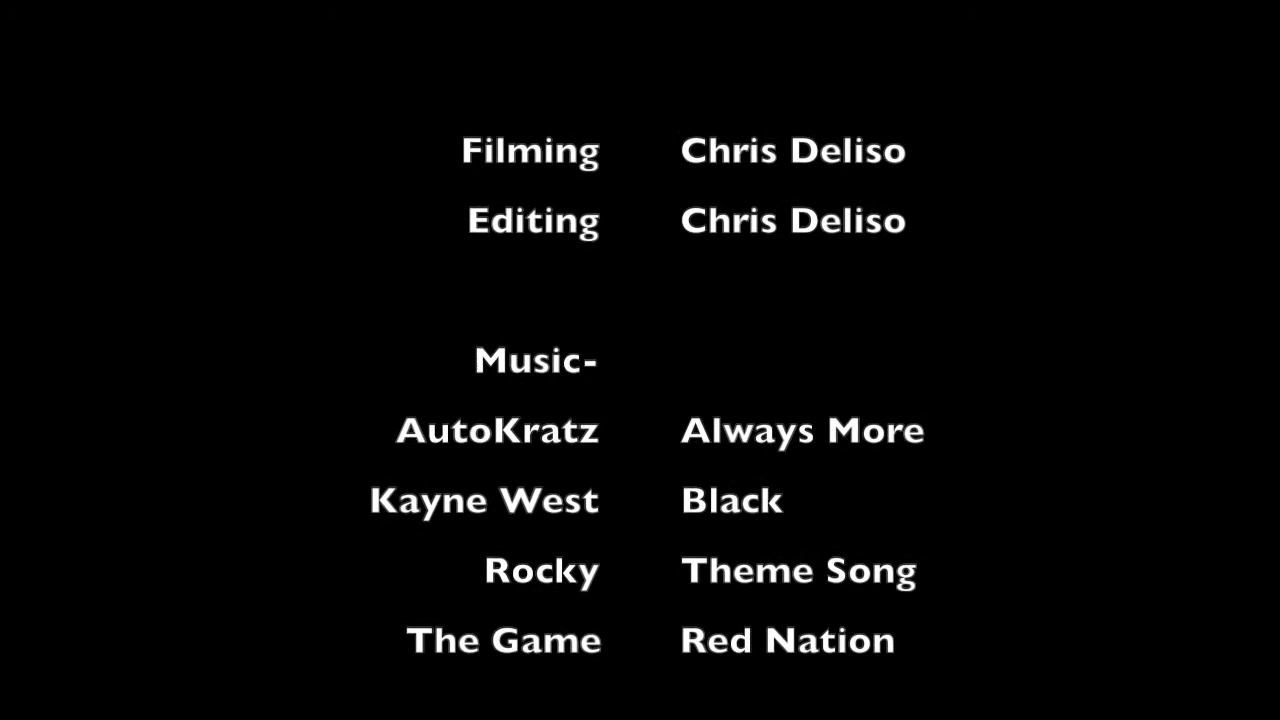 Filming Chris Deliso
Editing Chris Deliso
Music-
AutoKratz Always More
Kayne West Black
Rocky Theme Song
The Game Red Nation